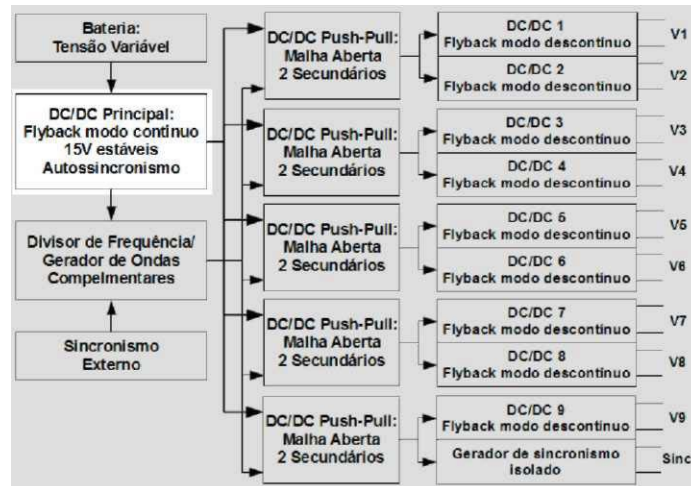 Bateria:
Tensão Variável
DC/DC Principal:
Flyback modo contínuo
15V estáveis
Autossincronismo
Divisor de Frequência/
Gerador de Ondas
Compelmentares
Sincronismo
Externo
DC/DC Push-Pull:
Malha Aberta
2 Secundários
DC/DC Push-Pull:
Malha Aberta
2 Secundários
DC/DC Push-Pull:
Malha Aberta
2 Secundários
DC/DC Push-Pull:
Malha Aberta
2 Secundários
DC/DC Push-Pull:
Malha Aberta
2 Secundários
DC/DC 1
Flyback modo descontínuo
V1
DC/DC 2
Flyback modo descontínuo
V2
DC/DC 3
Flyback modo descontínuo
V3
DC/DC 4
Flyback modo descontínuo
V4
DC/DC 5
Flyback modo descontínuo
V5
DC/DC 6
Flyback modo descontínuo
V6
DC/DC 7
Flyback modo descontínuo
V7
DC/DC 8
Flyback modo descontínuo
V8
DC/DC 9
Flyback modo descontínuo
V9
Gerador de sincronismo
isolado
Sinc